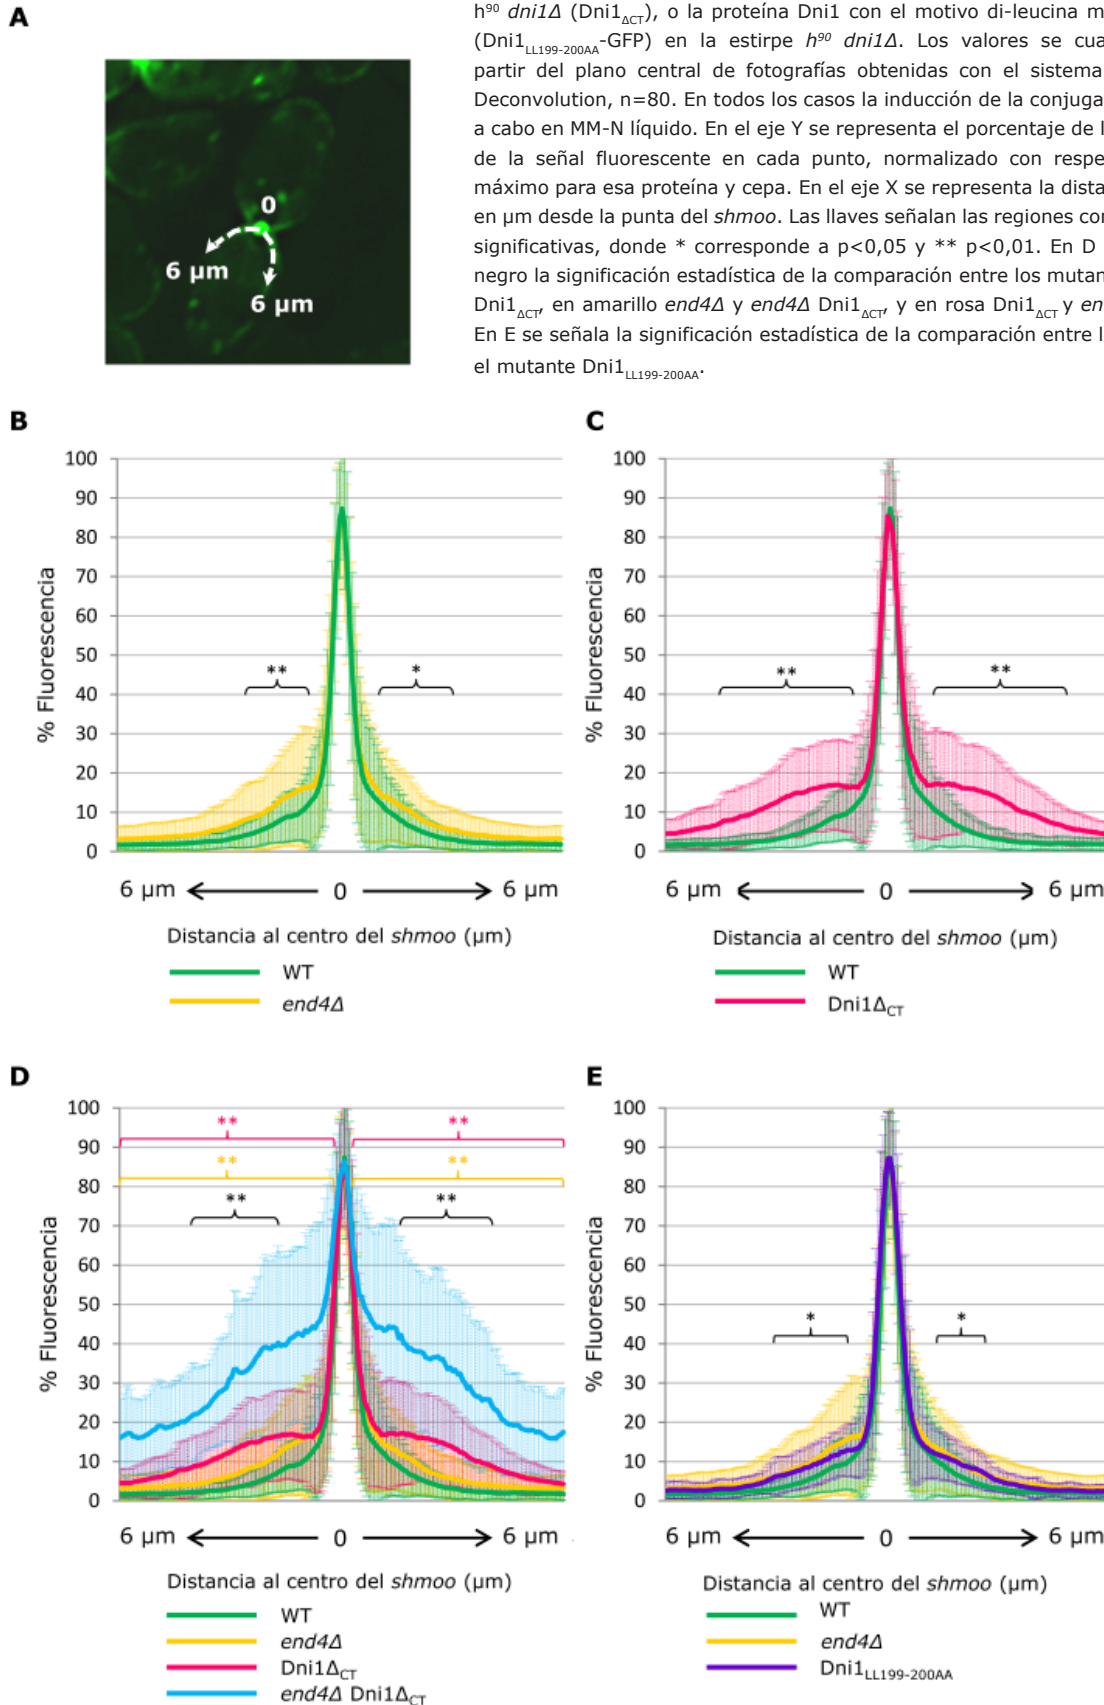 A
h⁹⁰ dni1Δ (Dni1ΔCT), o la proteína Dni1 con el motivo di-leucina m
(Dni1LL199-200AA-GFP) en la estirpe h⁹⁰ dni1Δ. Los valores se cua
partir del plano central de fotografías obtenidas con el sistema
Deconvolution, n=80. En todos los casos la inducción de la conjuga
a cabo en MM-N líquido. En el eje Y se representa el porcentaje de l
de la señal fluorescente en cada punto, normalizado con respe
máximo para esa proteína y cepa. En el eje X se representa la dista
en µm desde la punta del shmoo. Las llaves señalan las regiones con
significativas, donde * corresponde a p<0,05 y ** p<0,01. En D
negro la significación estadística de la comparación entre los mutan
Dni1ΔCT, en amarillo end4Δ y end4Δ Dni1ΔCT, y en rosa Dni1ΔCT y en
En E se señala la significación estadística de la comparación entre l
el mutante Dni1LL199-200AA.
0
6 µm
6 µm
B
% Fluorescencia
100
90
80
70
60
50
40
30
20
10
0
**
*
6 µm 0 6 µm
Distancia al centro del shmoo (µm)
WT
end4Δ
C
% Fluorescencia
100
90
80
70
60
50
40
30
20
10
0
**
**
6 µm 0 6 µm
Distancia al centro del shmoo (µm)
WT
Dni1ΔCT
D
% Fluorescencia
100
90
80
70
60
50
40
30
20
10
0
** **
** **
** **
6 µm 0 6 µm
Distancia al centro del shmoo (µm)
WT
end4Δ
Dni1ΔCT
end4Δ Dni1ΔCT
E
% Fluorescencia
100
90
80
70
60
50
40
30
20
10
0
* *
6 µm 0 6 µm
Distancia al centro del shmoo (µm)
WT
end4Δ
Dni1LL199-200AA